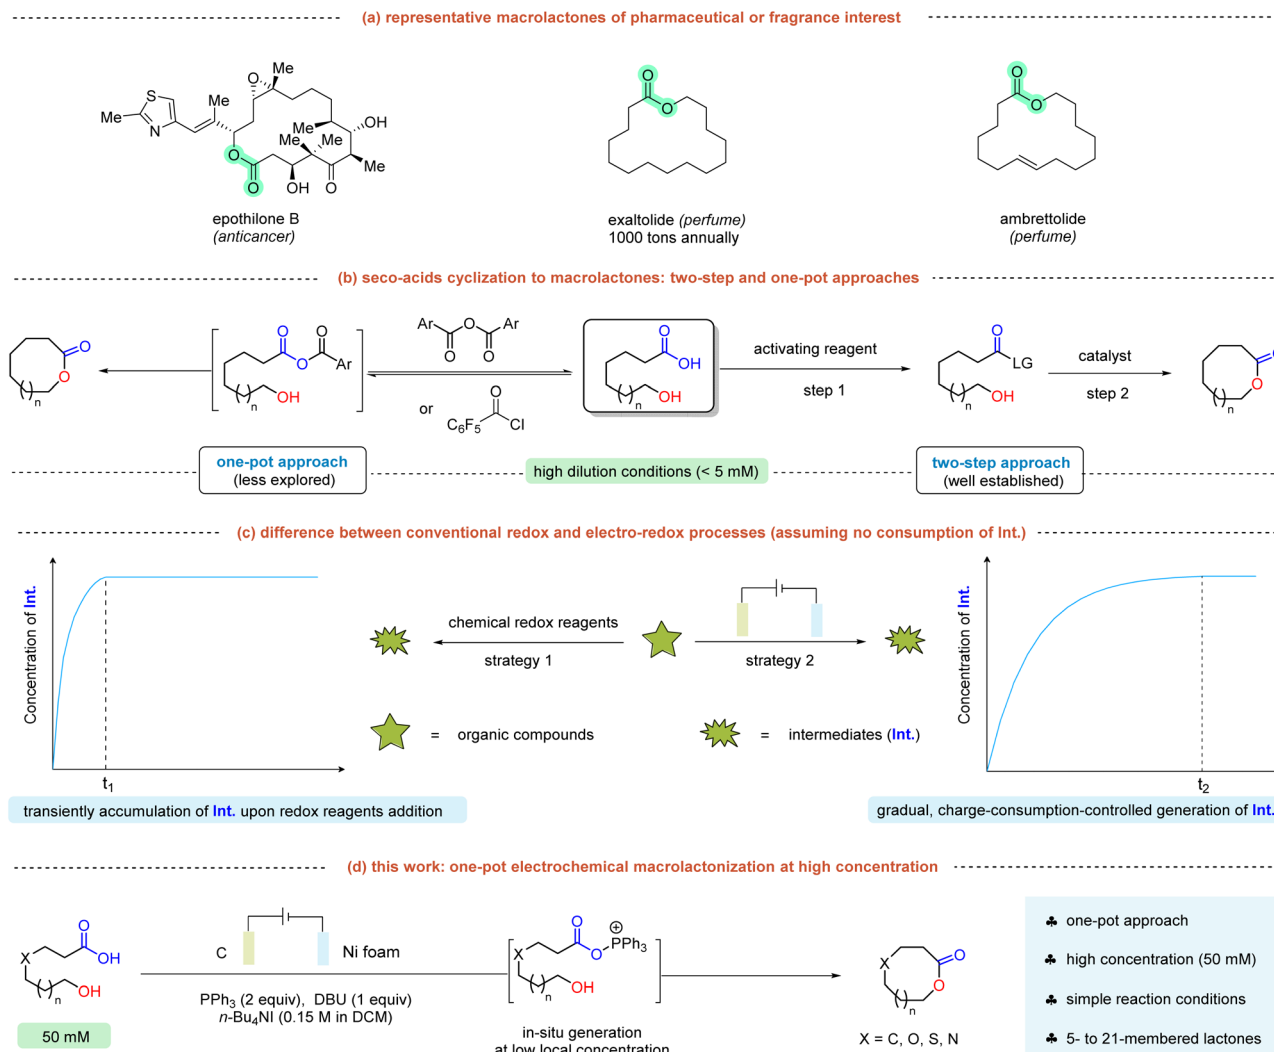 (a) representative macrolactones of pharmaceutical or fragrance interest
O
Me
S
Me
N
Me
O
O
Me
Me
Me
OH
Me
OH
O
epothilone B
(anticancer)
O
O
exaltolide (perfume)
1000 tons annually
O
O
ambrettolide
(perfume)
(b) seco-acids cyclization to macrolactones: two-step and one-pot approaches
O
O
( )n
O
O
O
Ar
OH
( )n
Ar
O
Ar
O
O
or
O
C6F5
Cl
O
OH
OH
( )n
activating reagent
step 1
O
LG
OH
( )n
catalyst
step 2
O
O
( )n
one-pot approach
(less explored)
high dilution conditions (< 5 mM)
two-step approach
(well established)
(c) difference between conventional redox and electro-redox processes (assuming no consumption of Int.)
Concentration of Int.
t1
transiently accumulation of Int. upon redox reagents addition
chemical redox reagents
strategy 1
strategy 2
= organic compounds
= intermediates (Int.)
Concentration of Int.
t2
gradual, charge-consumption-controlled generation of Int.
(d) this work: one-pot electrochemical macrolactonization at high concentration
O
X
OH
OH
( )n
50 mM
C
Ni foam
PPh3 (2 equiv), DBU (1 equiv)
n-Bu4NI (0.15 M in DCM)
O
X
O
⊕
PPh3
OH
( )n
in-situ generation
at low local concentration
X
O
O
( )n
X = C, O, S, N
♣ one-pot approach
♣ high concentration (50 mM)
♣ simple reaction conditions
♣ 5- to 21-membered lactones